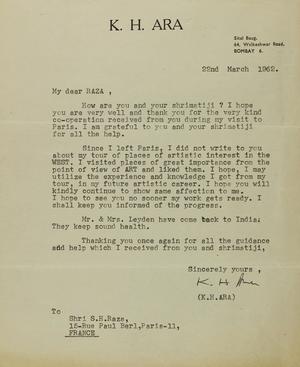 K. H. ARA
Sital Baug.
64, Walkeshwar Road.
BOMBAY 6.
22nd March 1962.
My dear RAZA ,
How are you and your shrimatiji ? I hope
you are very well and thank you for the very kind
co-operation received from you during my visit to
Paris. I am grateful to you and your shrimatiji
for all the help.
Since I left Paris, I did not write to you
about my tour of places of artistic interest in the
WEST. I visited places of great importance from the
point of view of ART and liked them. I hope, I may
utilize the experience and knowledge I got from my
tour, in my future artistic career. I hope you will
kindly continue to show same affection to me.
I hope to see you no sooner my work gets ready. I
shall keep you informed of the progress.
Mr. & Mrs. Leyden have come back to India:
They keep sound health.
Thanking you once again for all the guidance
and help which I received from you and shrimatiji,
Sincerely yours ,
K. H Ara
(K.H.ARA)
To
Shri S.H.Raza,
15-Rue Paul Berl,Paris-11,
FRANCE